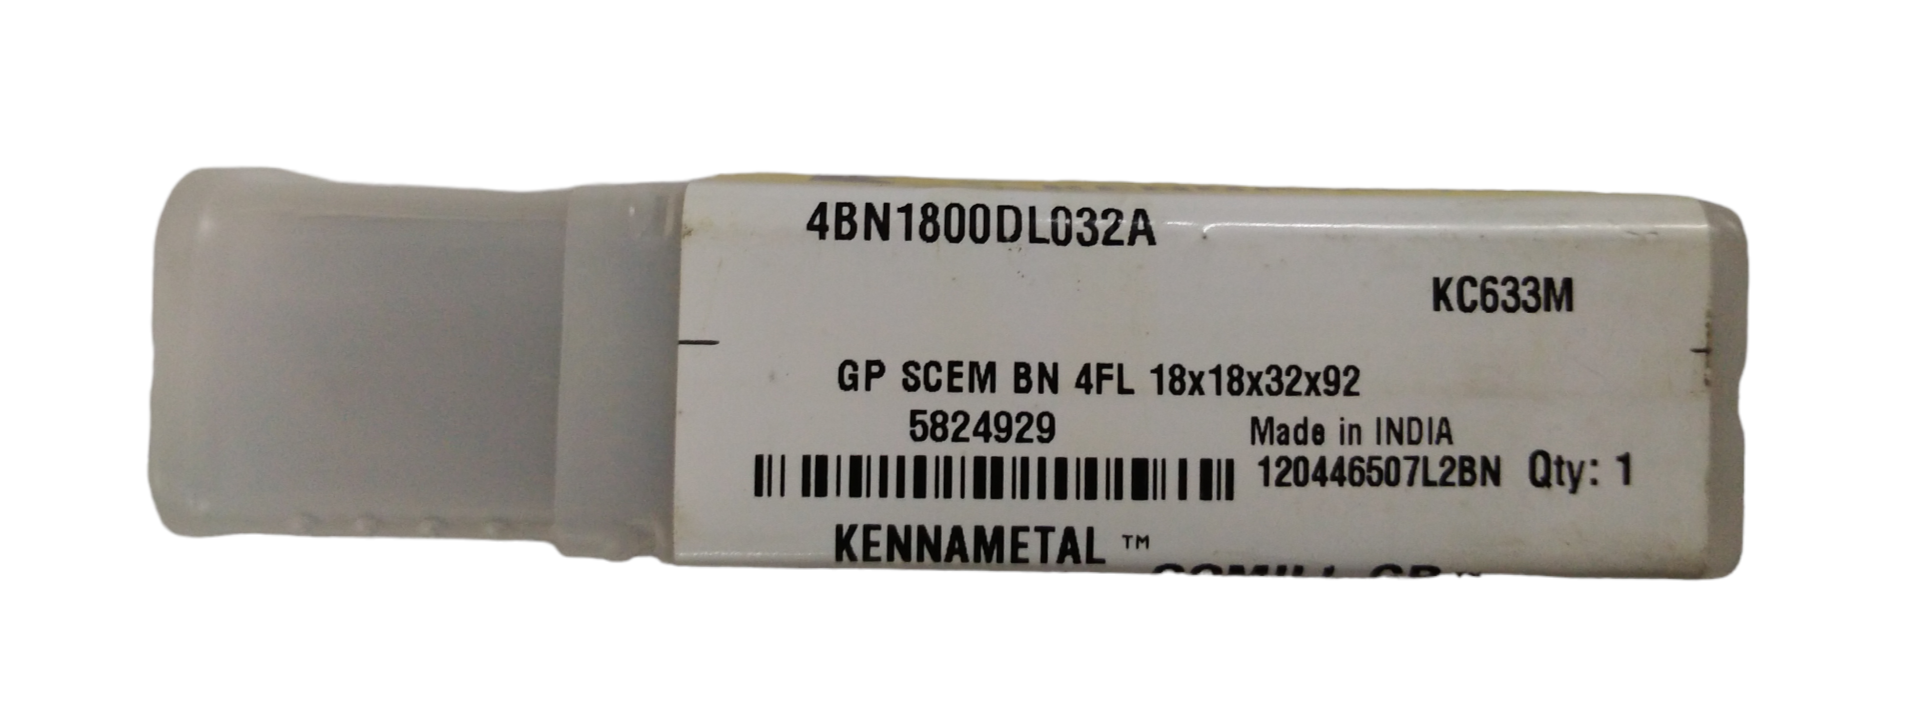 4BN1800DL032A
KC633M
GP SCEM BN 4FL 18x18x32x92
5824929 Made in INDIA
120446507L2BN Qty: 1
KENNAMETAL ™